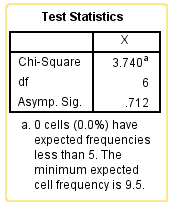 Test Statistics
X
Chi-Square 3.740a
df 6
Asymp. Sig. .712
a. 0 cells (0.0%) have
expected frequencies
less than 5. The
minimum expected
cell frequency is 9.5.